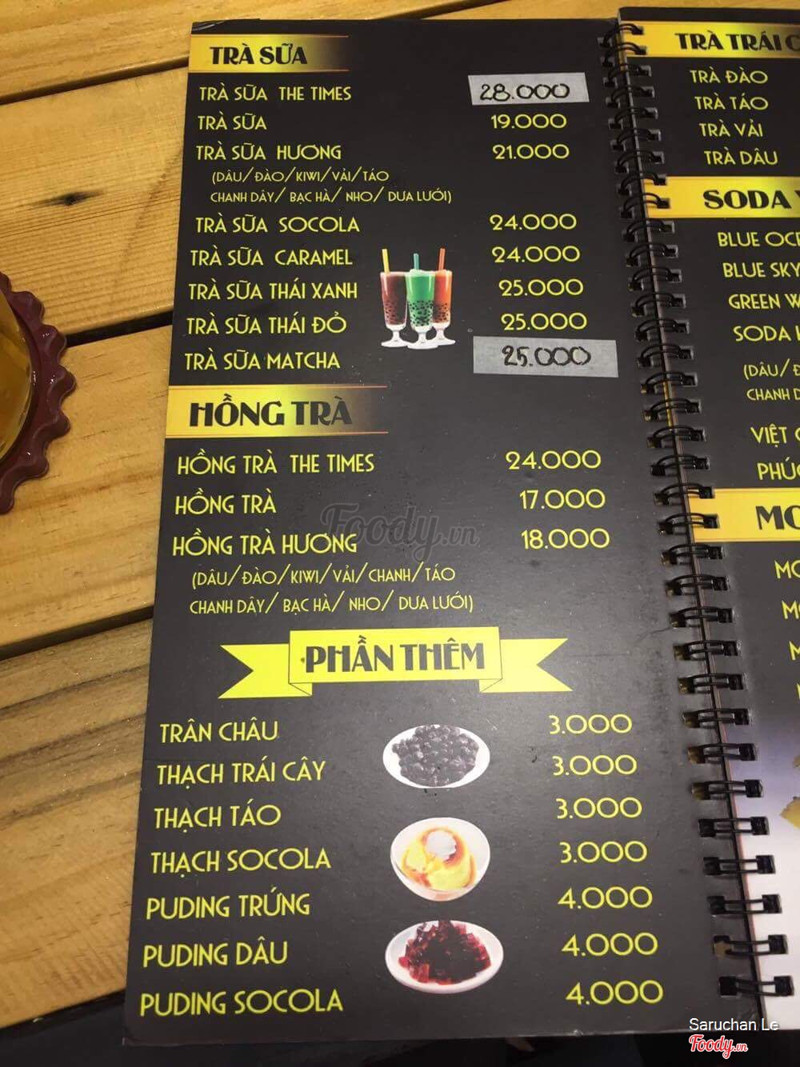 TRÀ SỮA
TRÀ SỮA THE TIMES 28.000
TRÀ SỮA 19.000
TRÀ SỮA HƯƠNG 21.000
(DÂU/ĐÀO/KIWI/VẢI/TÁO
CHANH DÂY/ BẠC HÀ/ NHO/ DƯA LƯỚI)
TRÀ SỮA SOCOLA 24.000
TRÀ SỮA CARAMEL 24.000
TRÀ SỮA THÁI XANH 25.000
TRÀ SỮA THÁI ĐỎ 25.000
TRÀ SỮA MATCHA 25.000
HỒNG TRÀ
HỒNG TRÀ THE TIMES 24.000
HỒNG TRÀ 17.000
HỒNG TRÀ HƯƠNG 18.000
(DÂU/ĐÀO/KIWI/VẢI/CHANH/TÁO
CHANH DÂY/ BẠC HÀ/ NHO/ DƯA LƯỚI)
Foody.vn
PHẦN THÊM
TRÂN CHÂU 3.000
THẠCH TRÁI CÂY 3.000
THẠCH TÁO 3.000
THẠCH SOCOLA 3.000
PUDING TRỨNG 4.000
PUDING DÂU 4.000
PUDING SOCOLA 4.000
TRÀ TRÁI
TRÀ ĐÀO
TRÀ TÁO
TRÀ VẢI
TRÀ DÂU
SODA
BLUE
BLUE SKY
GREEN
SODA
(DÂU/
CHANH
VIỆT
Saruchan Le
Foody.vn